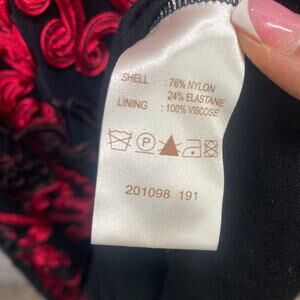 SHELL : 76% NYLON
24% ELASTANE
LINING : 100% VISCOSE
P
201098 191